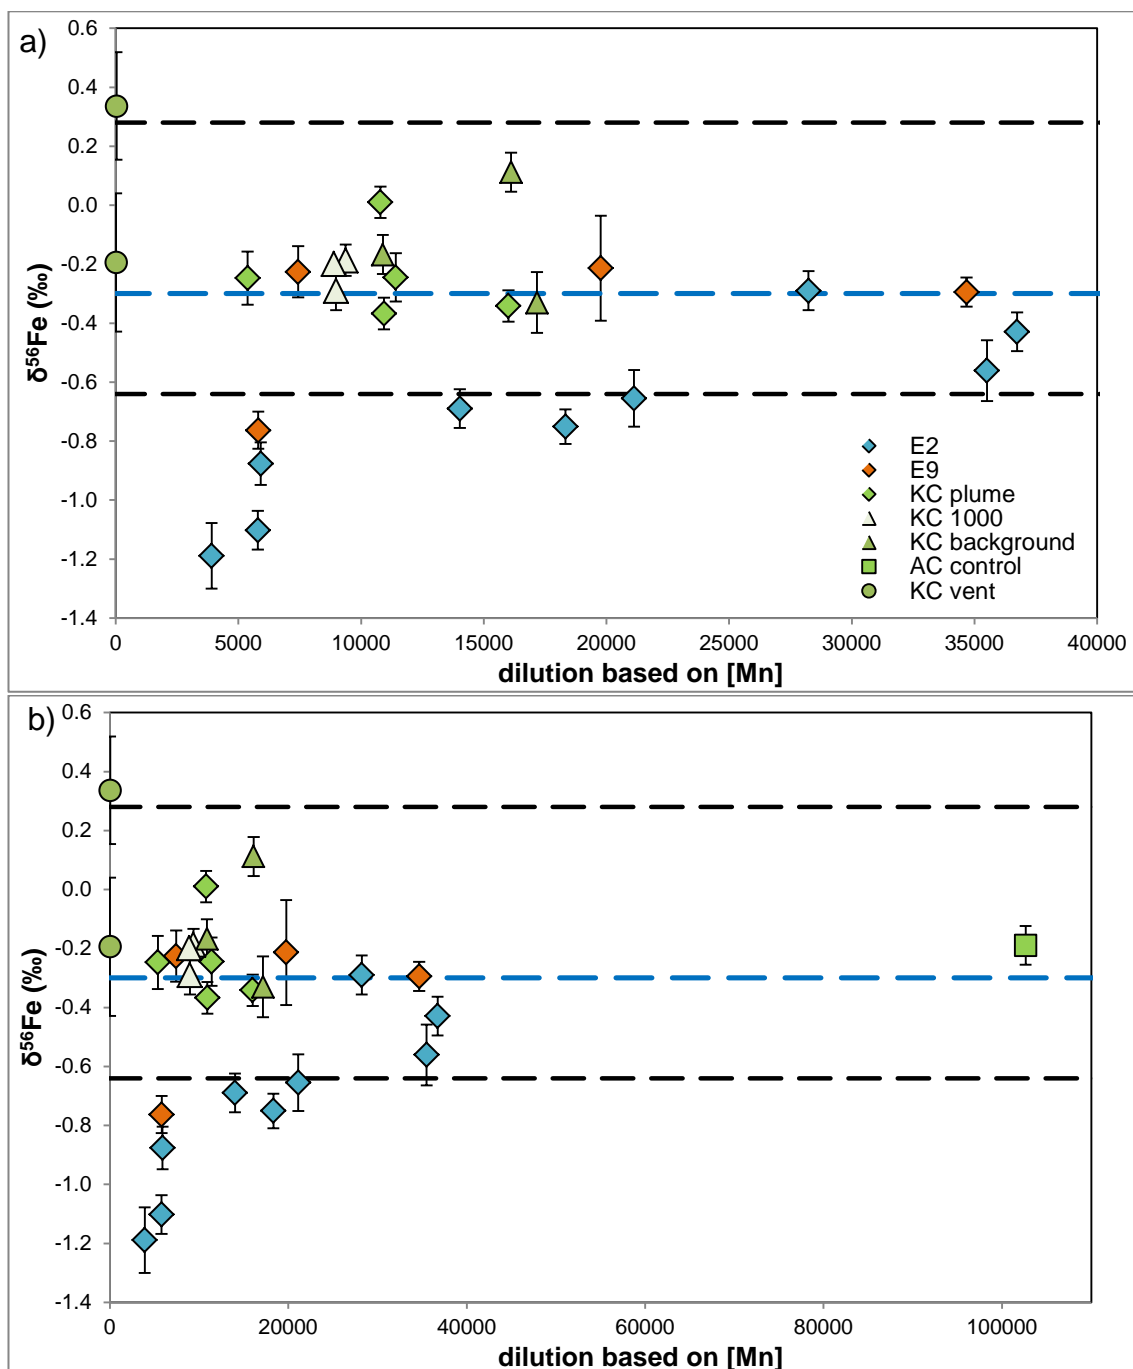 a)
0.6
0.4
0.2
0.0
-0.2
-0.4
-0.6
-0.8
-1.0
-1.2
-1.4
δ⁵⁶Fe (‰)
E2
E9
KC plume
KC 1000
KC background
AC control
KC vent
0 5000 10000 15000 20000 25000 30000 35000 40000
dilution based on [Mn]
b)
0.6
0.4
0.2
0.0
-0.2
-0.4
-0.6
-0.8
-1.0
-1.2
-1.4
δ⁵⁶Fe (‰)
0 20000 40000 60000 80000 100000
dilution based on [Mn]